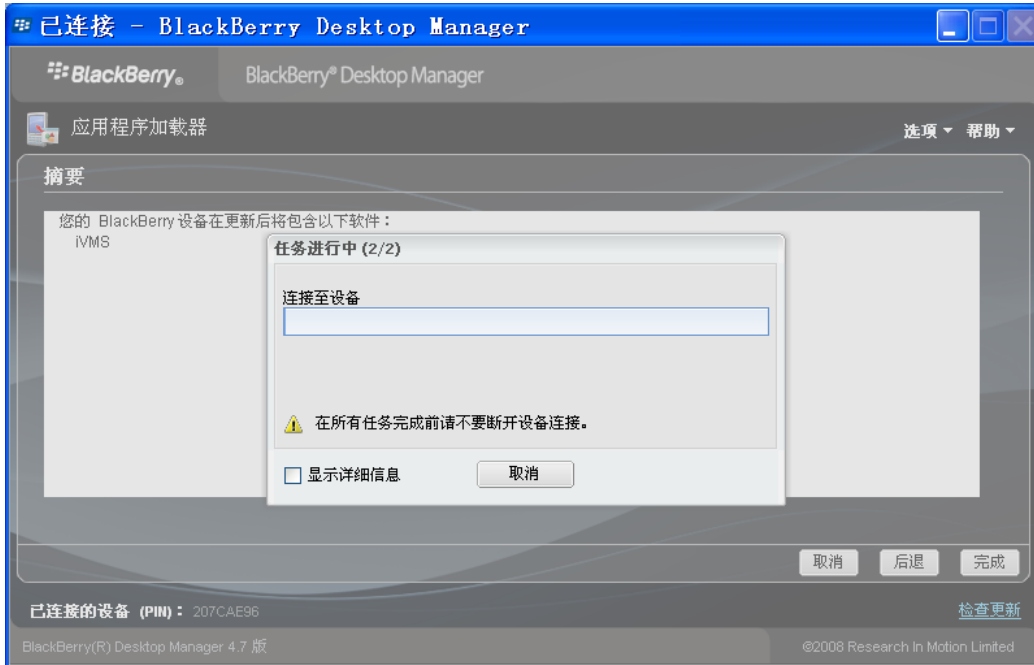 已连接 - BlackBerry Desktop Manager
BlackBerry® BlackBerry® Desktop Manager
应用程序加载器
选项 帮助
摘要
您的 BlackBerry 设备在更新后将包含以下软件：
iVMS
任务进行中 (2/2)
连接至设备
在所有任务完成前请不要断开设备连接。
显示详细信息 取消
取消 后退 完成
已连接的设备 (PIN)： 207CAE96 检查更新
BlackBerry(R) Desktop Manager 4.7 版 ©2008 Research In Motion Limited